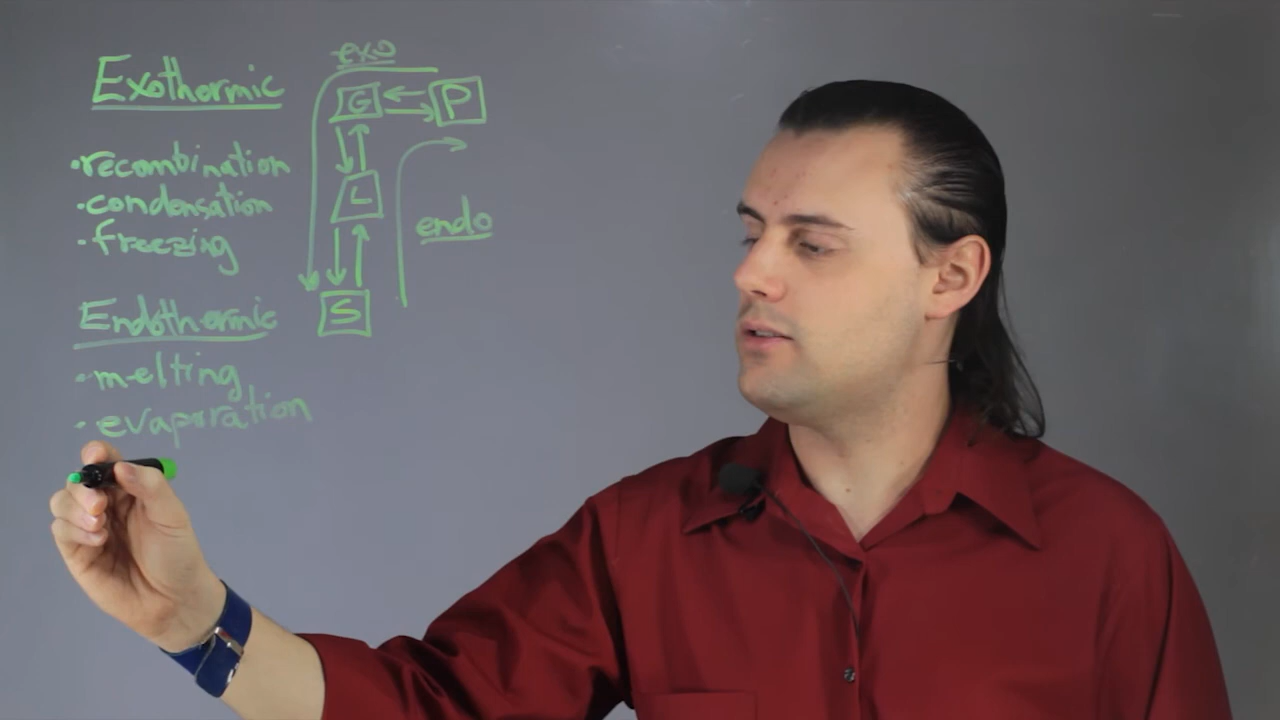 Exothermic
•recombination
•condensation
•freezing
Endothermic
•melting
•evaporation
exo
G
P
L
endo
S